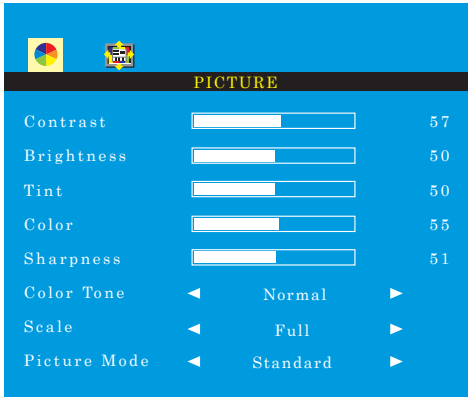 PICTURE
Contrast 57
Brightness 50
Tint 50
Color 55
Sharpness 51
Color Tone Normal
Scale Full
Picture Mode Standard